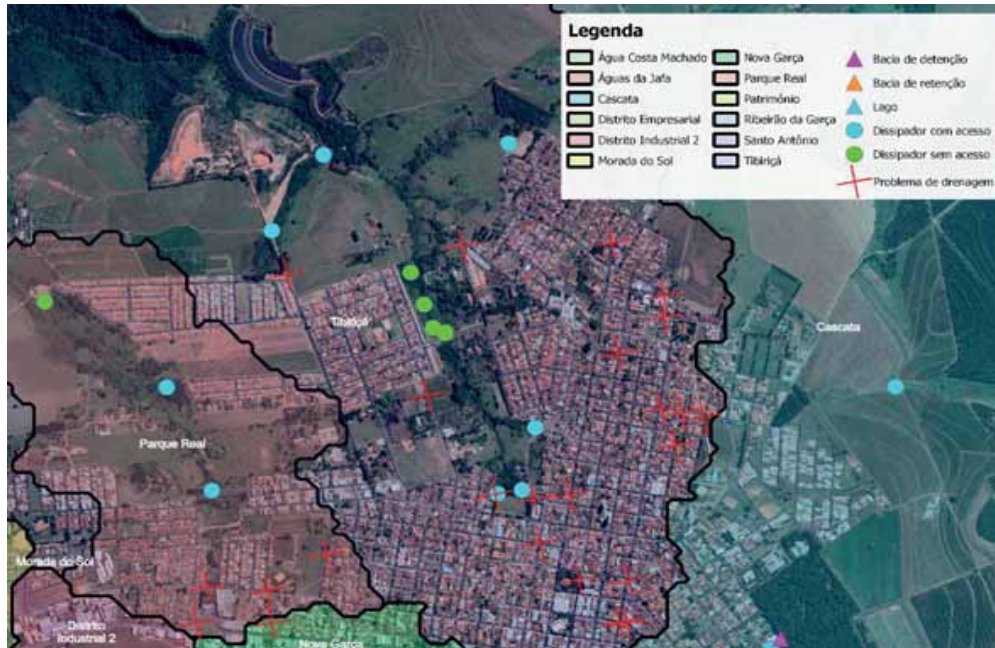 Legenda
Água Costa Machado
Águas da Jafa
Cascata
Distrito Empresarial
Distrito Industrial 2
Morada do Sol
Nova Garça
Parque Real
Patrimônio
Ribeirão da Garça
Santo Antônio
Tibiriçá
Bacia de detenção
Bacia de retenção
Lago
Dissipador com acesso
Dissipador sem acesso
Problema de drenagem
Tibiriçá
Cascata
Parque Real
Morada do Sol
Distrito
Industrial 2
Nova Garça